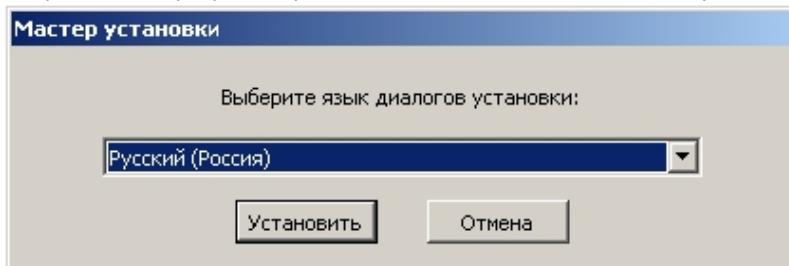 Мастер установки
Выберите язык диалогов установки:
Русский (Россия)
Установить
Отмена